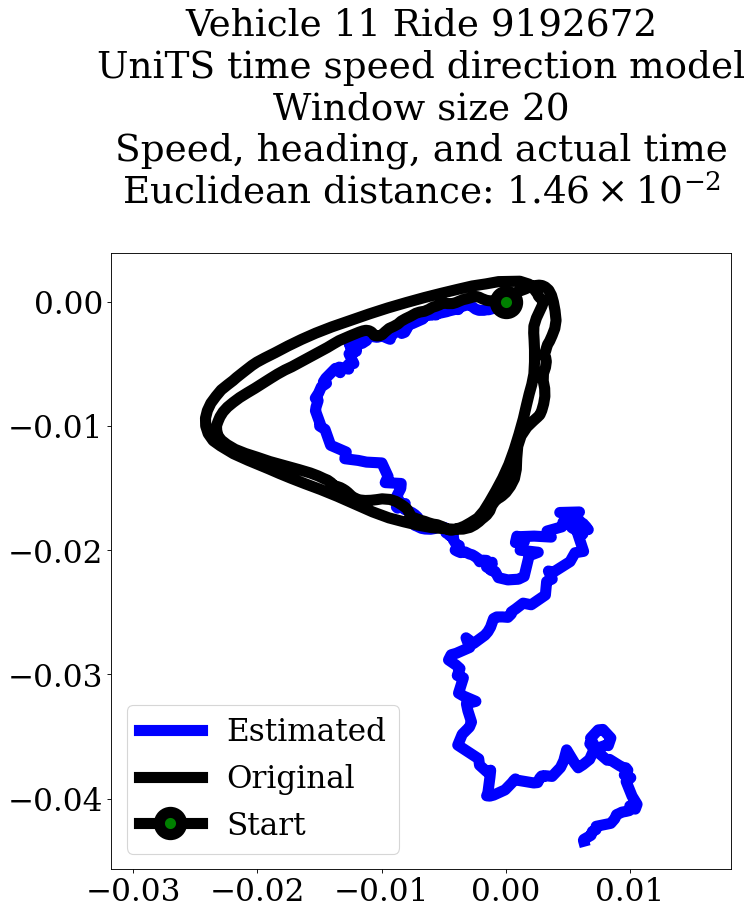 Vehicle 11 Ride 9192672
UniTS time speed direction model
Window size 20
Speed, heading, and actual time
Euclidean distance: 1.46 × 10⁻²
0.00
−0.01
−0.02
−0.03
−0.04
Estimated
Original
Start
−0.03 −0.02 −0.01 0.00 0.01